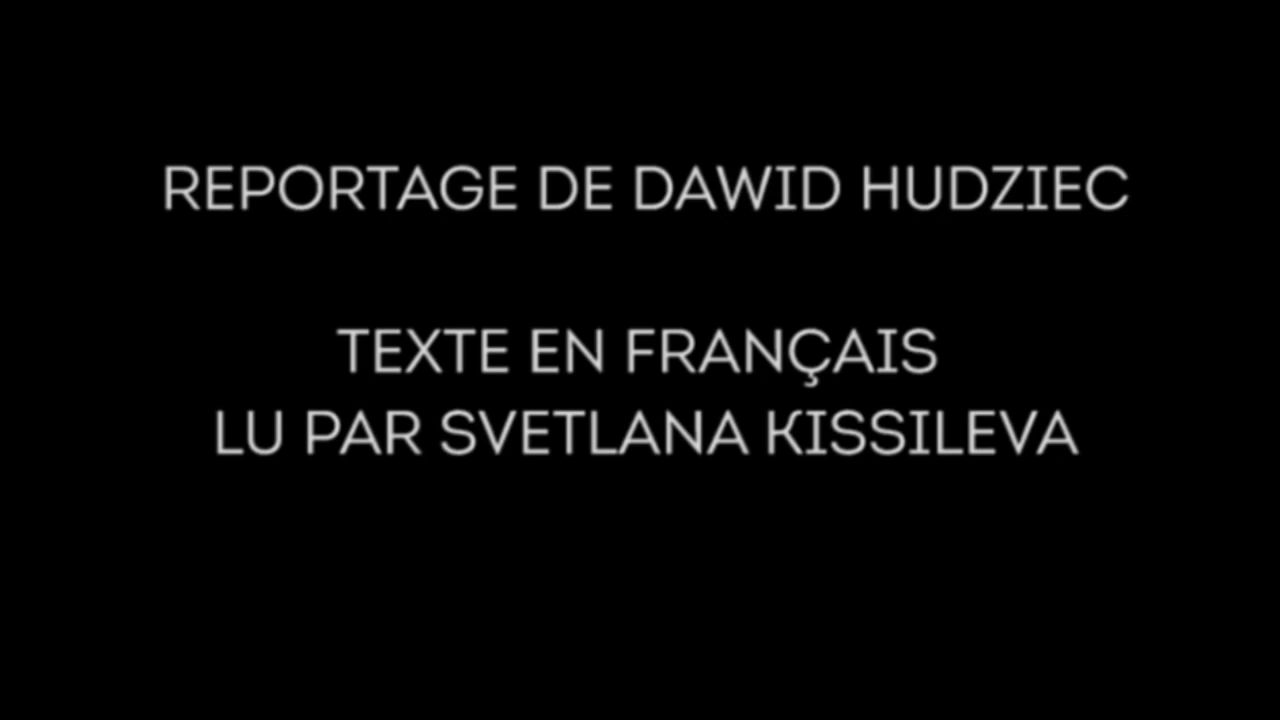 REPORTAGE DE DAWID HUDZIEC
TEXTE EN FRANÇAIS
LU PAR SVETLANA KISSILEVA